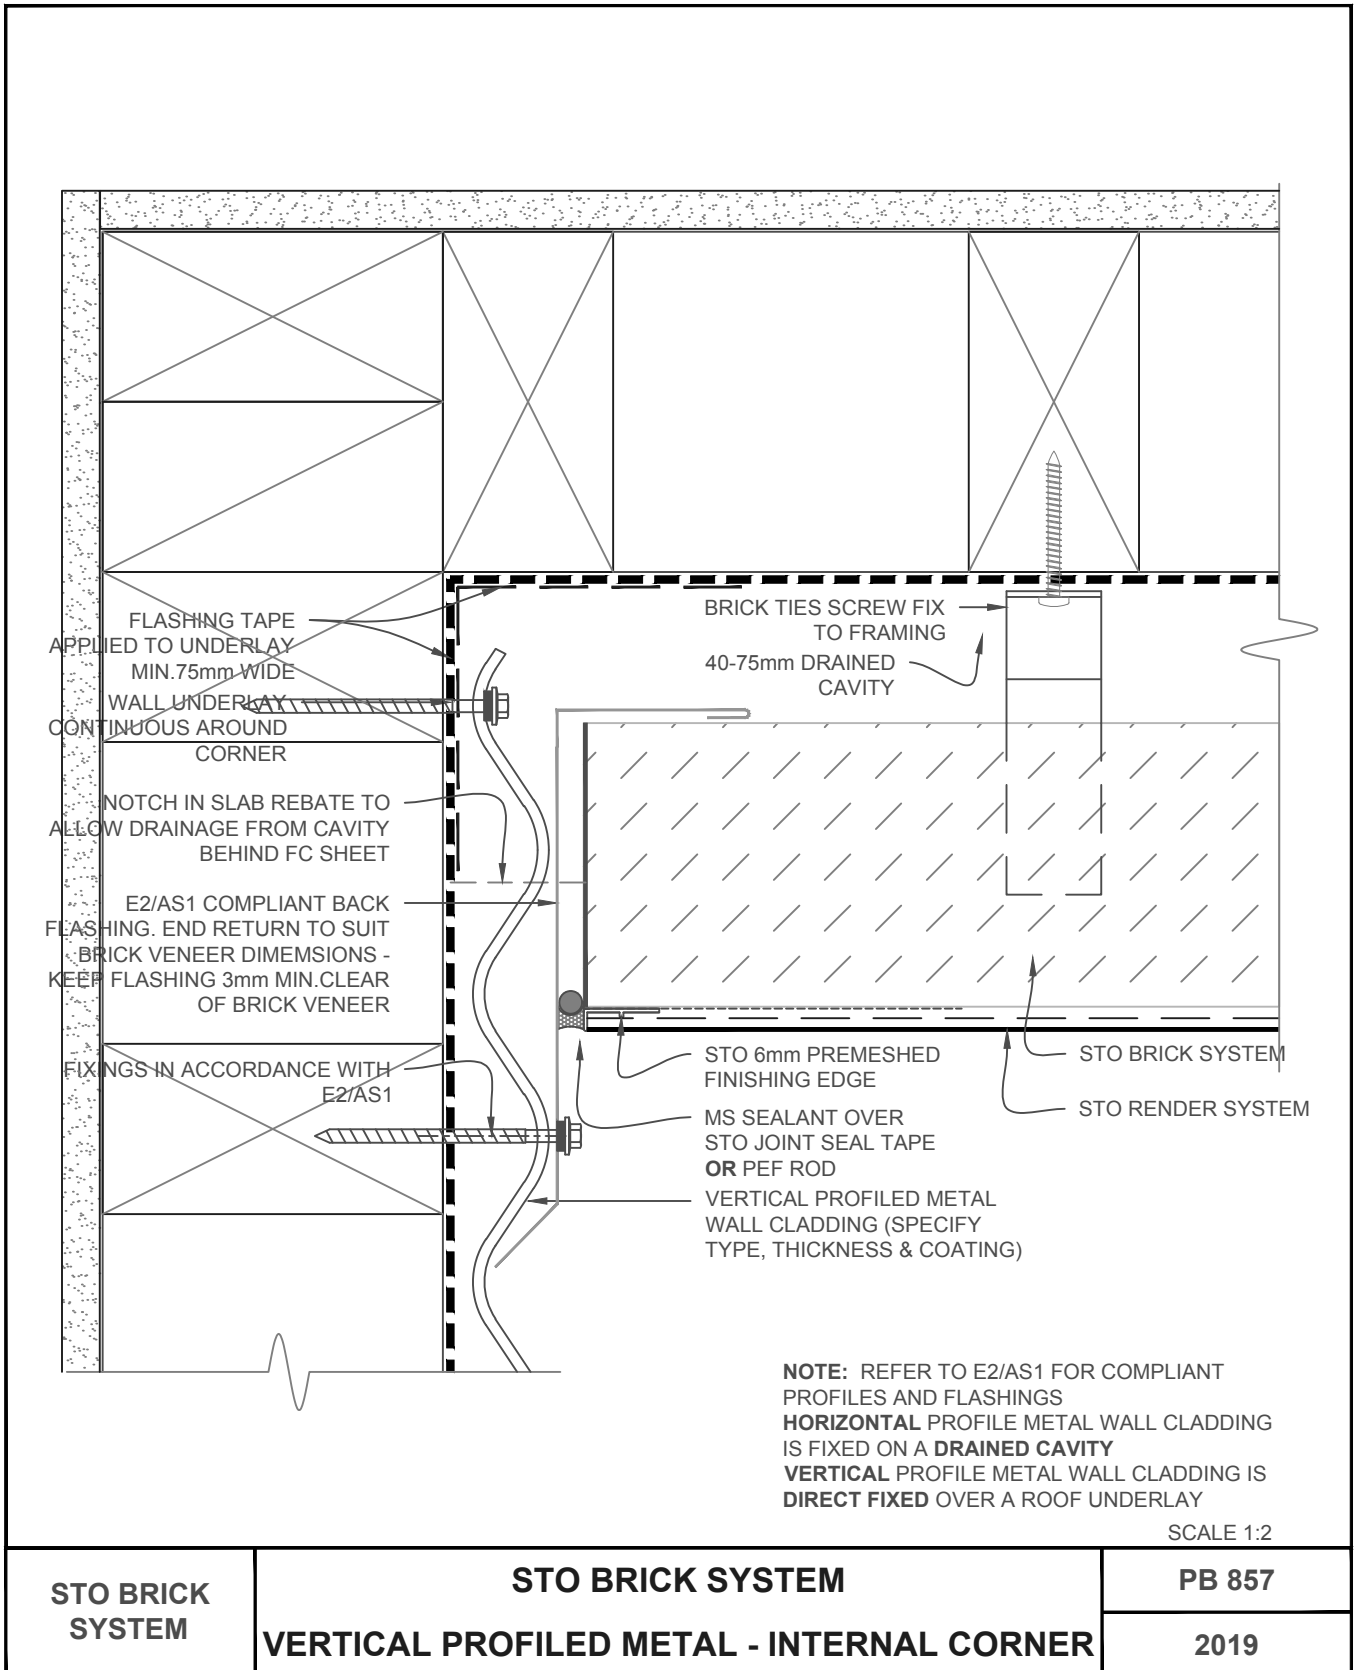 FLASHING TAPE
APPLIED TO UNDERLAY
MIN.75mm WIDE
WALL UNDERLAY
CONTINUOUS AROUND
CORNER
NOTCH IN SLAB REBATE TO
ALLOW DRAINAGE FROM CAVITY
BEHIND FC SHEET
E2/AS1 COMPLIANT BACK
FLASHING. END RETURN TO SUIT
BRICK VENEER DIMEMSIONS -
KEEP FLASHING 3mm MIN.CLEAR
OF BRICK VENEER
FIXINGS IN ACCORDANCE WITH
E2/AS1
BRICK TIES SCREW FIX
TO FRAMING
40-75mm DRAINED
CAVITY
STO 6mm PREMESHED
FINISHING EDGE
MS SEALANT OVER
STO JOINT SEAL TAPE
OR PEF ROD
VERTICAL PROFILED METAL
WALL CLADDING (SPECIFY
TYPE, THICKNESS & COATING)
STO BRICK SYSTEM
STO RENDER SYSTEM
NOTE: REFER TO E2/AS1 FOR COMPLIANT
PROFILES AND FLASHINGS
HORIZONTAL PROFILE METAL WALL CLADDING
IS FIXED ON A DRAINED CAVITY
VERTICAL PROFILE METAL WALL CLADDING IS
DIRECT FIXED OVER A ROOF UNDERLAY
SCALE 1:2
STO BRICK
SYSTEM
STO BRICK SYSTEM
VERTICAL PROFILED METAL - INTERNAL CORNER
PB 857
2019